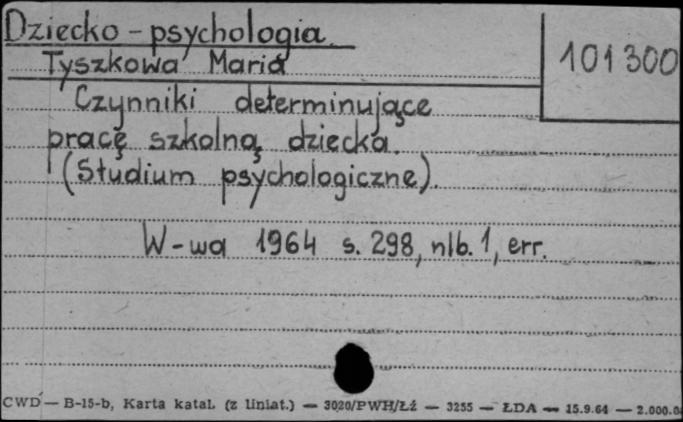 Dziecko - psychologia.
101300
Tyszkowa Maria
Czynniki determinujące
pracę szkolną dziecka.
(Studium psychologiczne).
W-wa 1964 s. 298, nlb. 1, err.
CWD — B-15-b, Karta katal. (z liniat.) — 3020/PWH/Łż — 3255 — ŁDA — 15.9.64 — 2.000.0